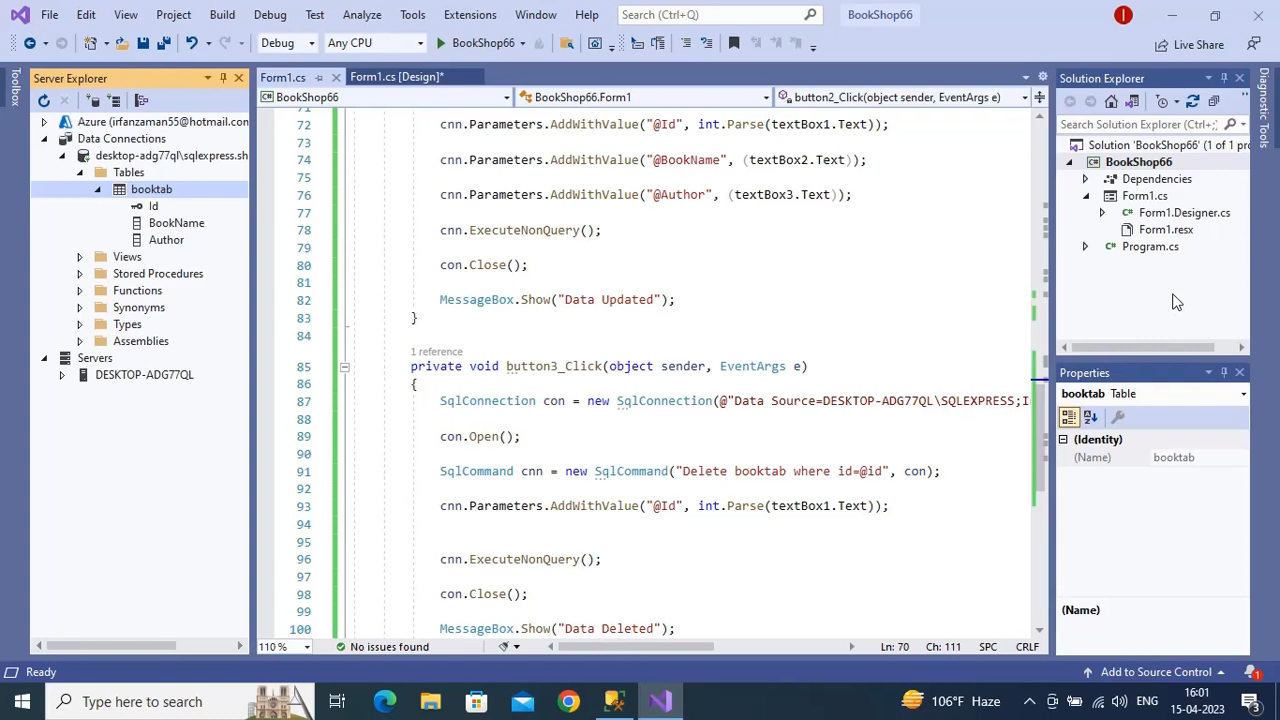 File Edit View Project Build Debug Test Analyze Tools Extensions Window Help Search (Ctrl+Q) BookShop66
Debug Any CPU BookShop66 Live Share
Toolbox
Server Explorer
Azure (irfanzaman55@hotmail.com
Data Connections
desktop-adg77ql\sqlexpress.sh
Tables
booktab
Id
BookName
Author
Views
Stored Procedures
Functions
Synonyms
Types
Assemblies
Servers
DESKTOP-ADG77QL
Form1.cs Form1.cs [Design]*
BookShop66 BookShop66.Form1 button2_Click(object sender, EventArgs e)
72 cnn.Parameters.AddWithValue("@Id", int.Parse(textBox1.Text));
73
74 cnn.Parameters.AddWithValue("@BookName", (textBox2.Text));
75
76 cnn.Parameters.AddWithValue("@Author", (textBox3.Text));
77
78 cnn.ExecuteNonQuery();
79
80 con.Close();
81
82 MessageBox.Show("Data Updated");
83 }
84
1 reference
85 private void button3_Click(object sender, EventArgs e)
86 {
87 SqlConnection con = new SqlConnection(@"Data Source=DESKTOP-ADG77QL\SQLEXPRESS;I
88
89 con.Open();
90
91 SqlCommand cnn = new SqlCommand("Delete booktab where id=@id", con);
92
93 cnn.Parameters.AddWithValue("@Id", int.Parse(textBox1.Text));
94
95
96 cnn.ExecuteNonQuery();
97
98 con.Close();
99
100 MessageBox.Show("Data Deleted");
110 % No issues found Ln: 70 Ch: 111 SPC CRLF
Solution Explorer
Search Solution Explorer (Ctrl+;)
Solution 'BookShop66' (1 of 1 pro
BookShop66
Dependencies
Form1.cs
Form1.Designer.cs
Form1.resx
Program.cs
Properties
booktab Table
(Identity)
(Name) booktab
(Name)
Diagnostic Tools
Ready Add to Source Control 1
Type here to search 106°F Haze ENG 16:01
15-04-2023 3